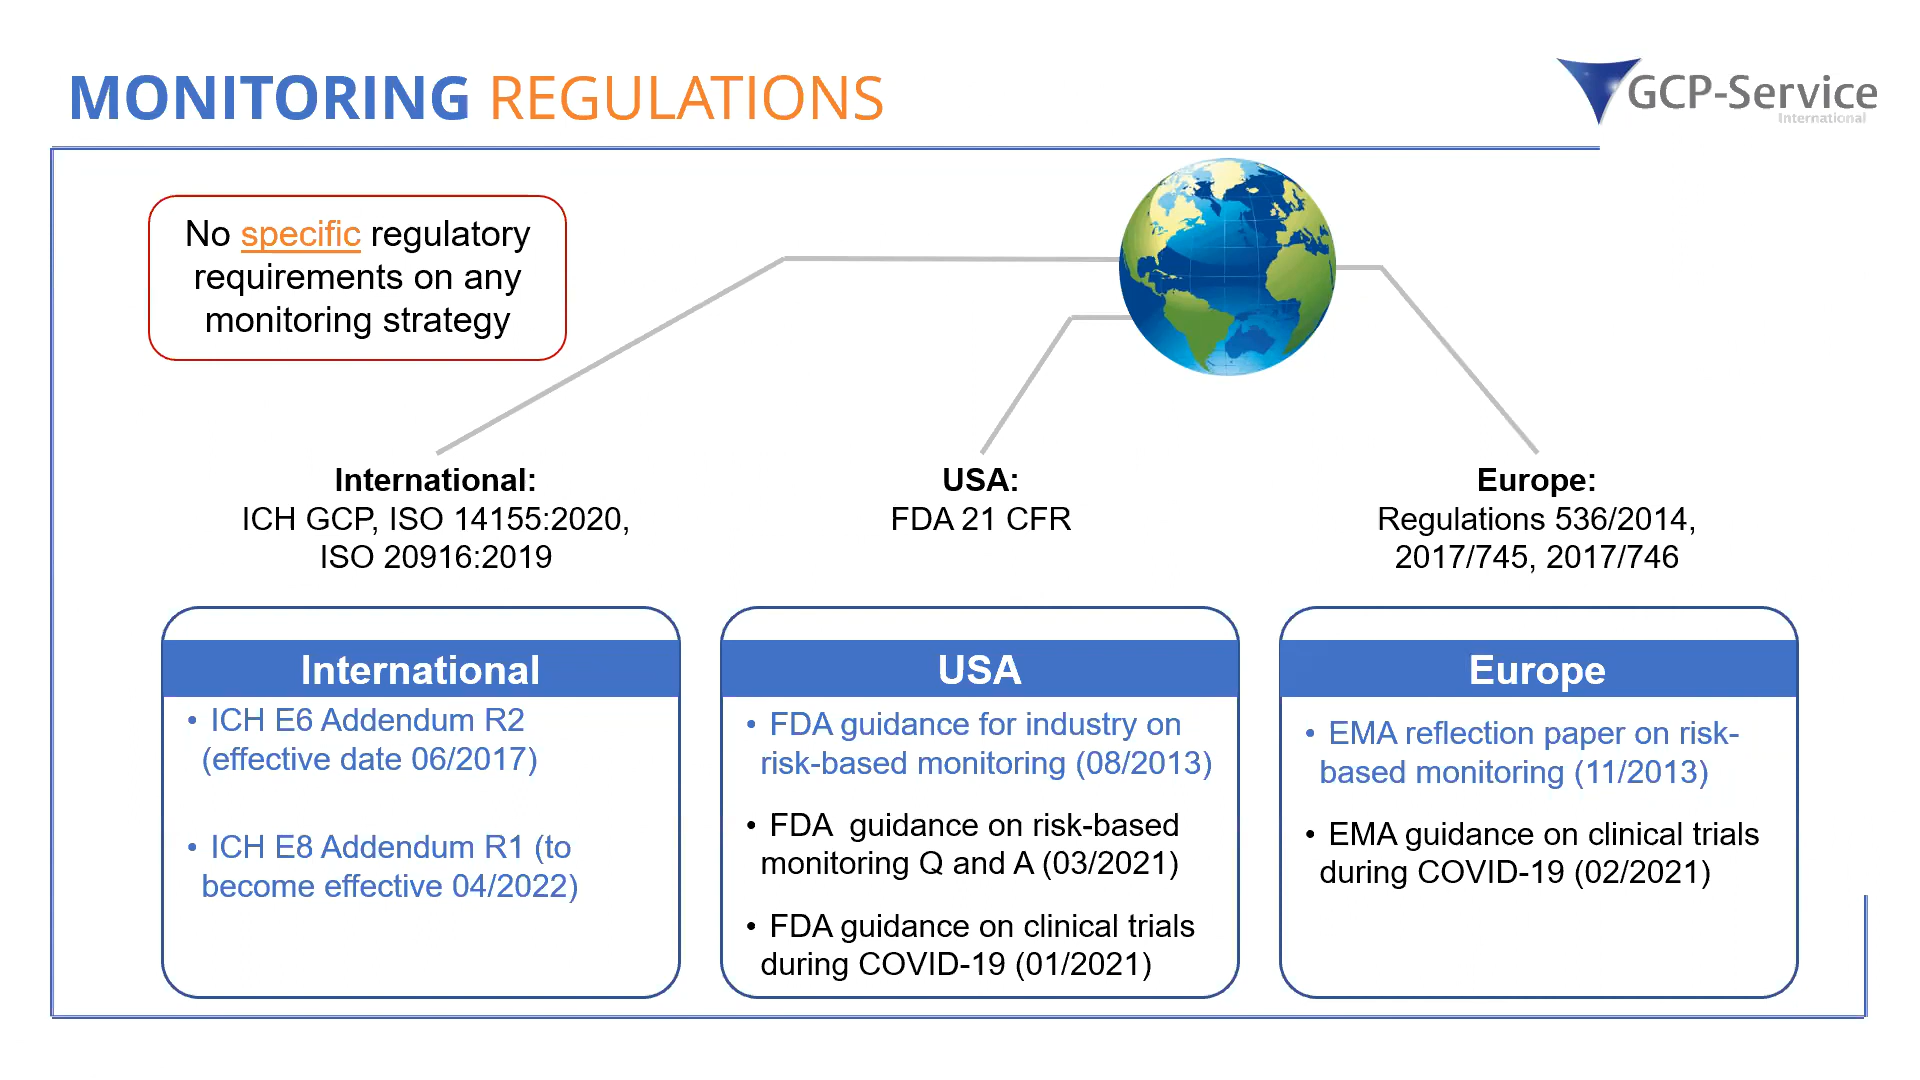 MONITORING REGULATIONS
GCP-Service
International
No specific regulatory
requirements on any
monitoring strategy
International:
ICH GCP, ISO 14155:2020,
ISO 20916:2019
USA:
FDA 21 CFR
Europe:
Regulations 536/2014,
2017/745, 2017/746
International
• ICH E6 Addendum R2
(effective date 06/2017)
• ICH E8 Addendum R1 (to
become effective 04/2022)
USA
• FDA guidance for industry on
risk-based monitoring (08/2013)
• FDA guidance on risk-based
monitoring Q and A (03/2021)
• FDA guidance on clinical trials
during COVID-19 (01/2021)
Europe
• EMA reflection paper on risk-
based monitoring (11/2013)
• EMA guidance on clinical trials
during COVID-19 (02/2021)